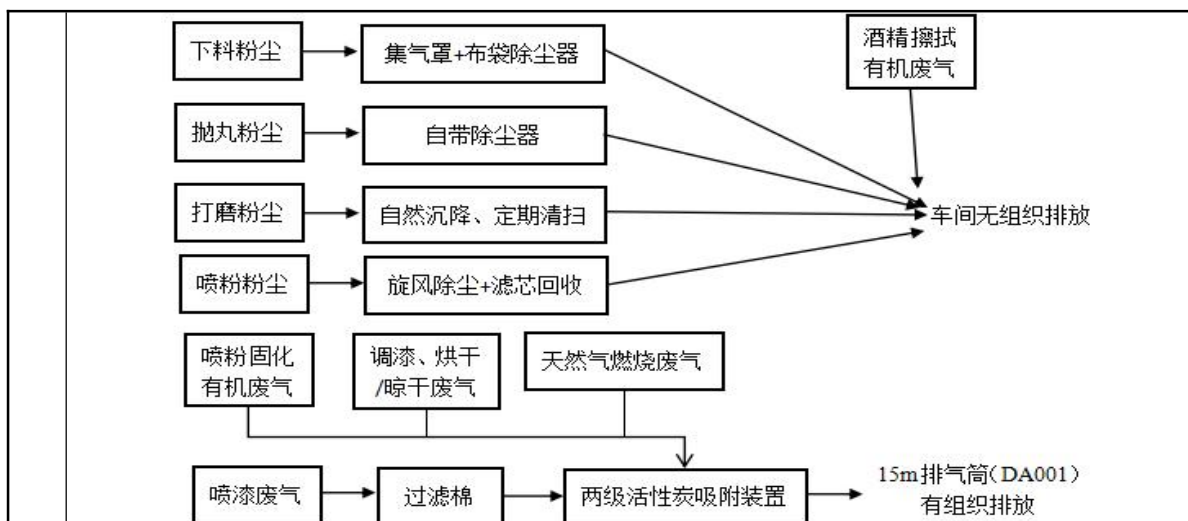 下料粉尘
集气罩+布袋除尘器
酒精擦拭
有机废气
抛丸粉尘
自带除尘器
打磨粉尘
自然沉降、定期清扫
车间无组织排放
喷粉粉尘
旋风除尘+滤芯回收
喷粉固化
有机废气
调漆、烘干
/晾干废气
天然气燃烧废气
喷漆废气
过滤棉
两级活性炭吸附装置
15m排气筒(DA001)
有组织排放